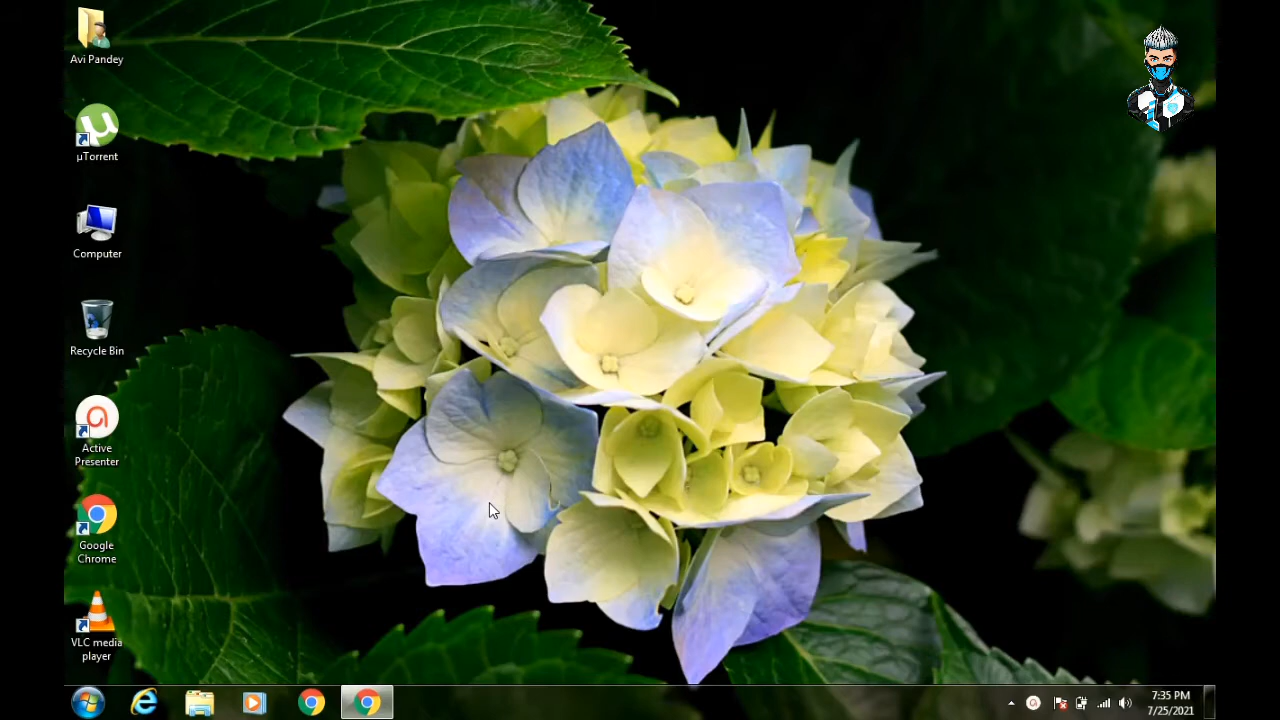 Avi Pandey
µTorrent
Computer
Recycle Bin
Active
Presenter
Google
Chrome
VLC media
player
7:35 PM
7/25/2021